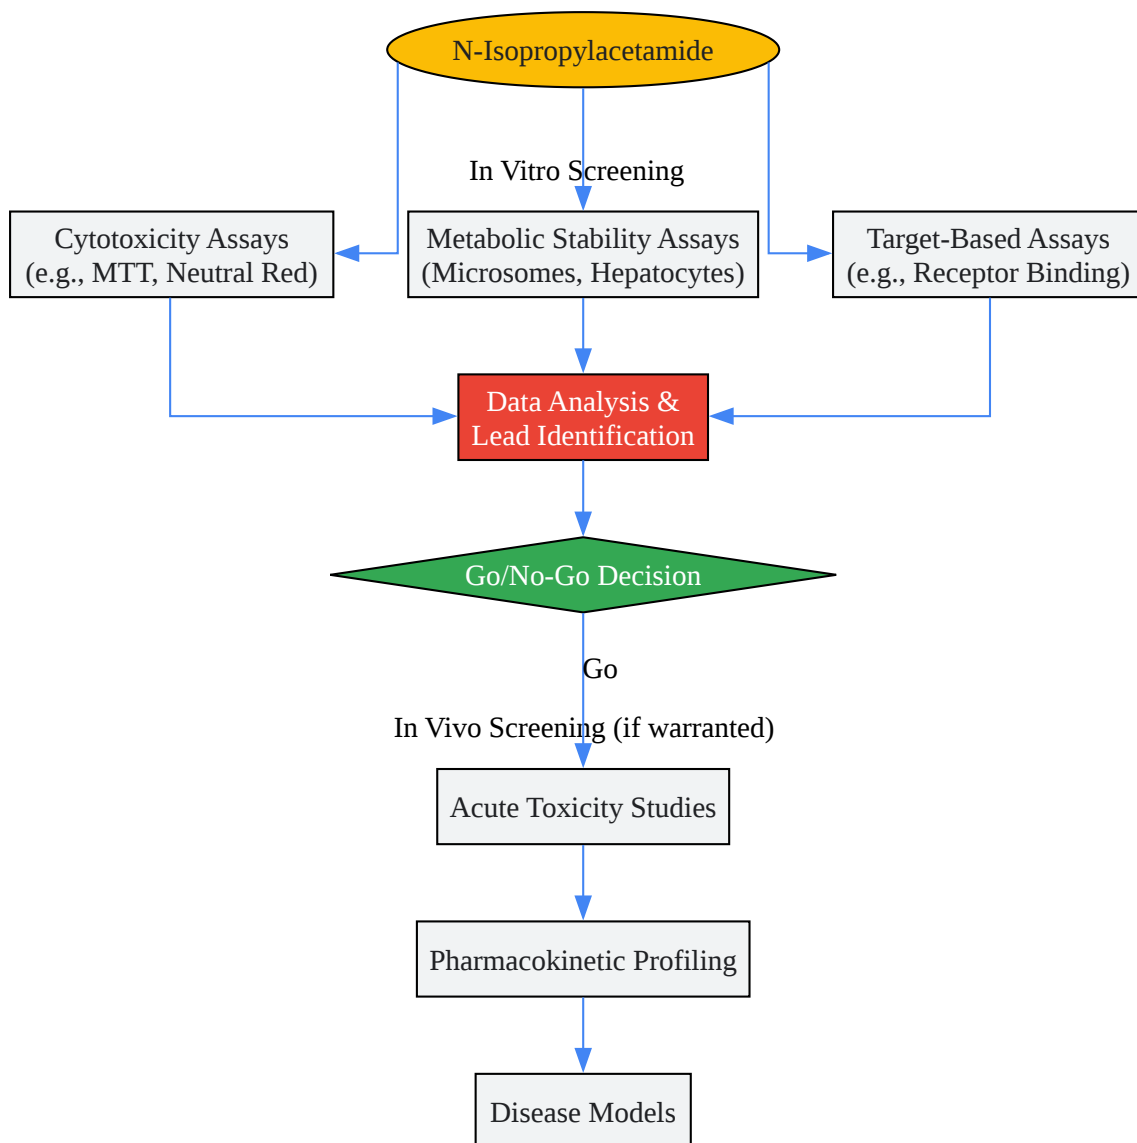 N-Isopropylacetamide
In Vitro Screening
Cytotoxicity Assays
(e.g., MTT, Neutral Red)
Metabolic Stability Assays
(Microsomes, Hepatocytes)
Target-Based Assays
(e.g., Receptor Binding)
Data Analysis &
Lead Identification
Go/No-Go Decision
Go
In Vivo Screening (if warranted)
Acute Toxicity Studies
Pharmacokinetic Profiling
Disease Models